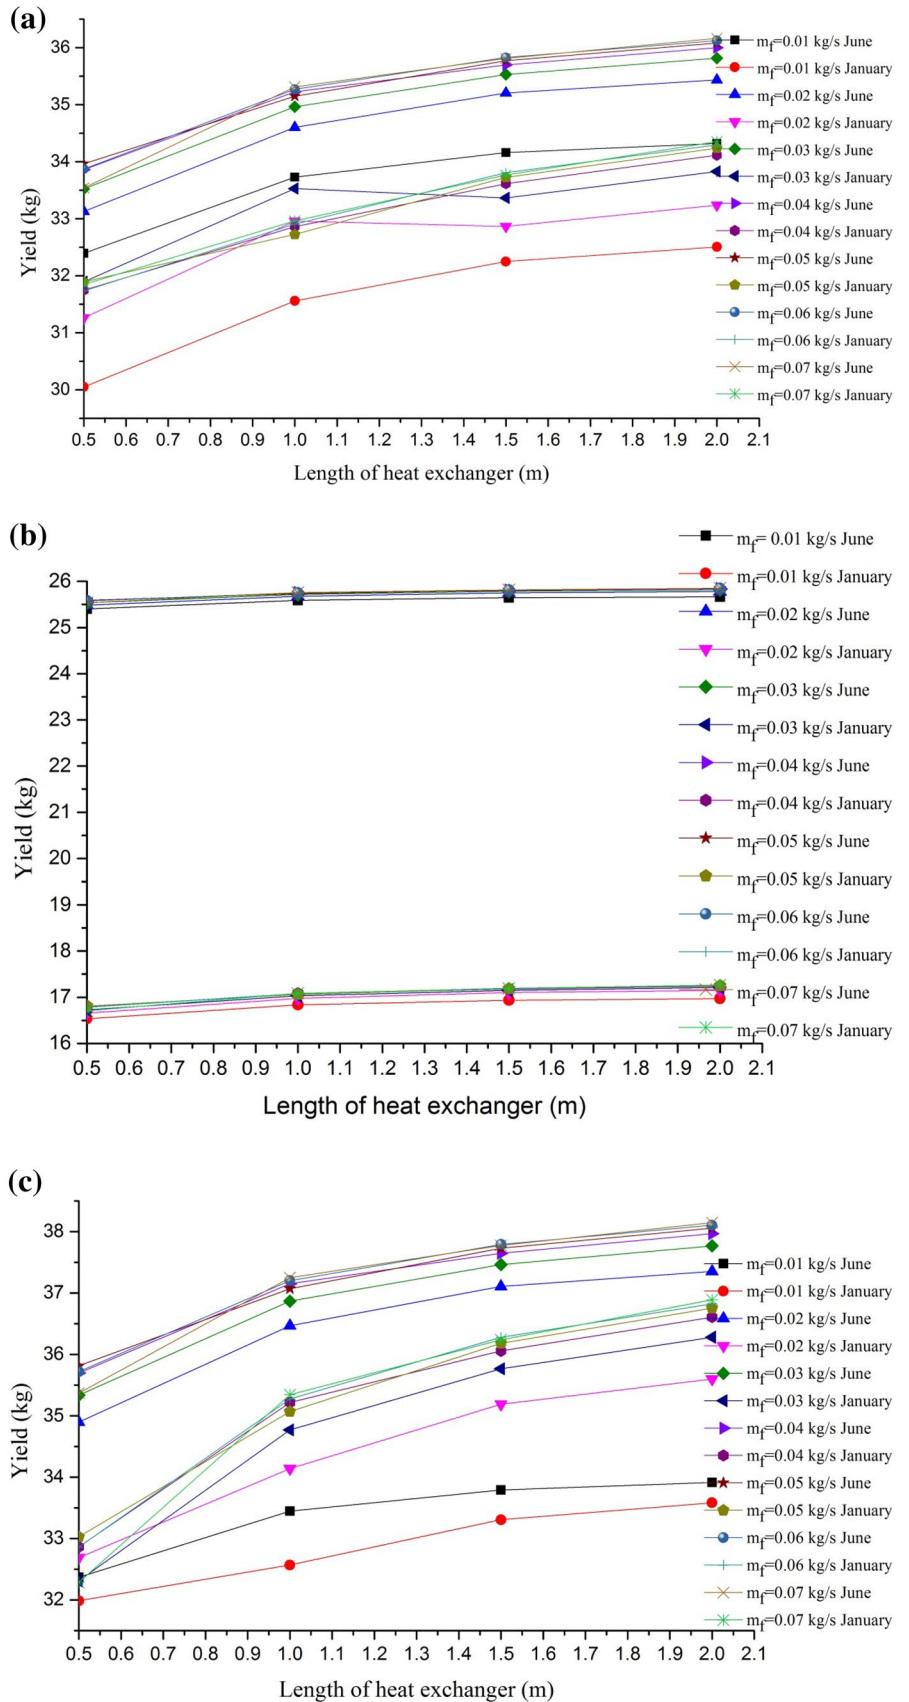 (a)
36
35
34
33
32
31
30
Yield (kg)
0.5 0.6 0.7 0.8 0.9 1.0 1.1 1.2 1.3 1.4 1.5 1.6 1.7 1.8 1.9 2.0 2.1
Length of heat exchanger (m)
mf=0.01 kg/s June
mf=0.01 kg/s January
mf=0.02 kg/s June
mf=0.02 kg/s January
mf=0.03 kg/s June
mf=0.03 kg/s January
mf=0.04 kg/s June
mf=0.04 kg/s January
mf=0.05 kg/s June
mf=0.05 kg/s January
mf=0.06 kg/s June
mf=0.06 kg/s January
mf=0.07 kg/s June
mf=0.07 kg/s January
(b)
26
25
24
23
22
21
20
19
18
17
16
Yield (kg)
0.5 0.6 0.7 0.8 0.9 1.0 1.1 1.2 1.3 1.4 1.5 1.6 1.7 1.8 1.9 2.0 2.1
Length of heat exchanger (m)
mf= 0.01 kg/s June
mf=0.01 kg/s January
mf=0.02 kg/s June
mf=0.02 kg/s January
mf=0.03 kg/s June
mf=0.03 kg/s January
mf=0.04 kg/s June
mf=0.04 kg/s January
mf=0.05 kg/s June
mf=0.05 kg/s January
mf=0.06 kg/s June
mf=0.06 kg/s January
mf=0.07 kg/s June
mf=0.07 kg/s January
(c)
38
37
36
35
34
33
32
Yield (kg)
0.5 0.6 0.7 0.8 0.9 1.0 1.1 1.2 1.3 1.4 1.5 1.6 1.7 1.8 1.9 2.0 2.1
Length of heat exchanger (m)
mf=0.01 kg/s June
mf=0.01 kg/s January
mf=0.02 kg/s June
mf=0.02 kg/s January
mf=0.03 kg/s June
mf=0.03 kg/s January
mf=0.04 kg/s June
mf=0.04 kg/s January
mf=0.05 kg/s June
mf=0.05 kg/s January
mf=0.06 kg/s June
mf=0.06 kg/s January
mf=0.07 kg/s June
mf=0.07 kg/s January